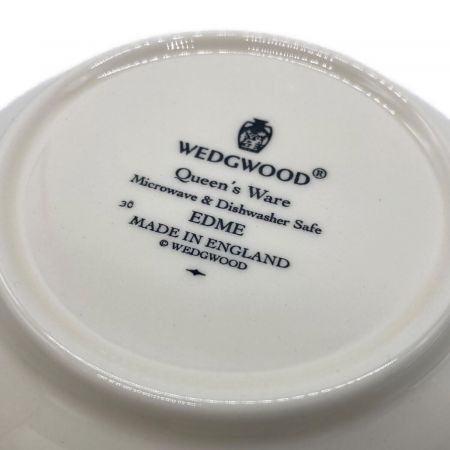 WEDGWOOD®
Queen's Ware
Microwave & Dishwasher Safe
30
EDME
MADE IN ENGLAND
© WEDGWOOD